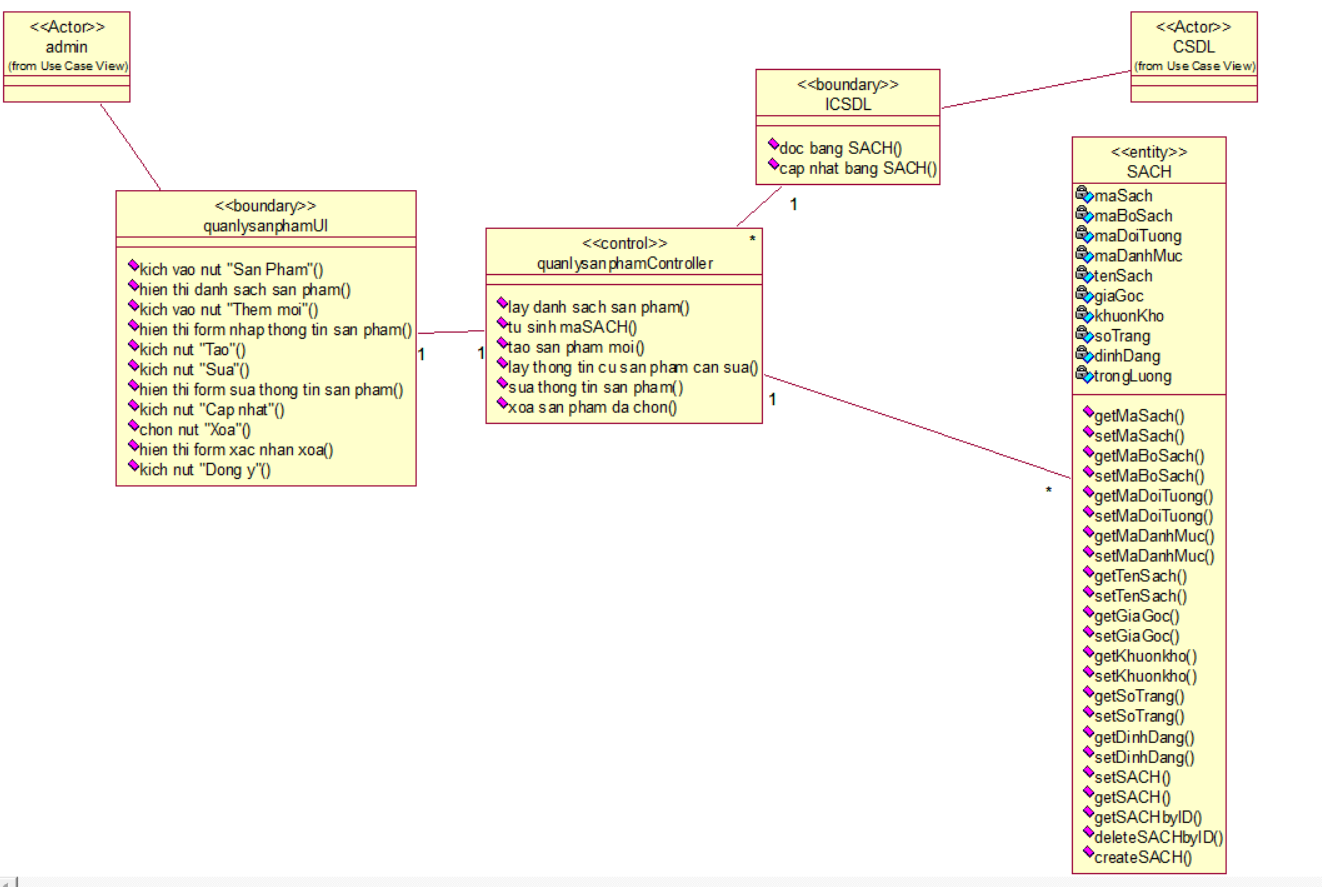 <<Actor>>
admin
(from Use Case View)
<<Actor>>
CSDL
(from Use Case View)
<<boundary>>
ICSDL
doc bang SACH()
cap nhat bang SACH()
1
<<boundary>>
quanlysanphamUI
kich vao nut "San Pham"()
hien thi danh sach san pham()
kich vao nut "Them moi"()
hien thi form nhap thong tin san pham()
kich nut "Tao"()
kich nut "Sua"()
hien thi form sua thong tin san pham()
kich nut "Cap nhat"()
chon nut "Xoa"()
hien thi form xac nhan xoa()
kich nut "Dong y"()
1
1
<<control>>
*
quanlysanphamController
lay danh sach san pham()
tu sinh maSACH()
tao san pham moi()
lay thong tin cu san pham can sua()
sua thong tin san pham()
xoa san pham da chon()
1
*
<<entity>>
SACH
maSach
maBoSach
maDoiTuong
maDanhMuc
tenSach
giaGoc
khuonKho
soTrang
dinhDang
trongLuong
getMaSach()
setMaSach()
getMaBoSach()
setMaBoSach()
getMaDoiTuong()
setMaDoiTuong()
getMaDanhMuc()
setMaDanhMuc()
getTenSach()
setTenSach()
getGiaGoc()
setGiaGoc()
getKhuonkho()
setKhuonkho()
getSoTrang()
setSoTrang()
getDinhDang()
setDinhDang()
setSACH()
getSACH()
getSACHbyID()
deleteSACHbyID()
createSACH()